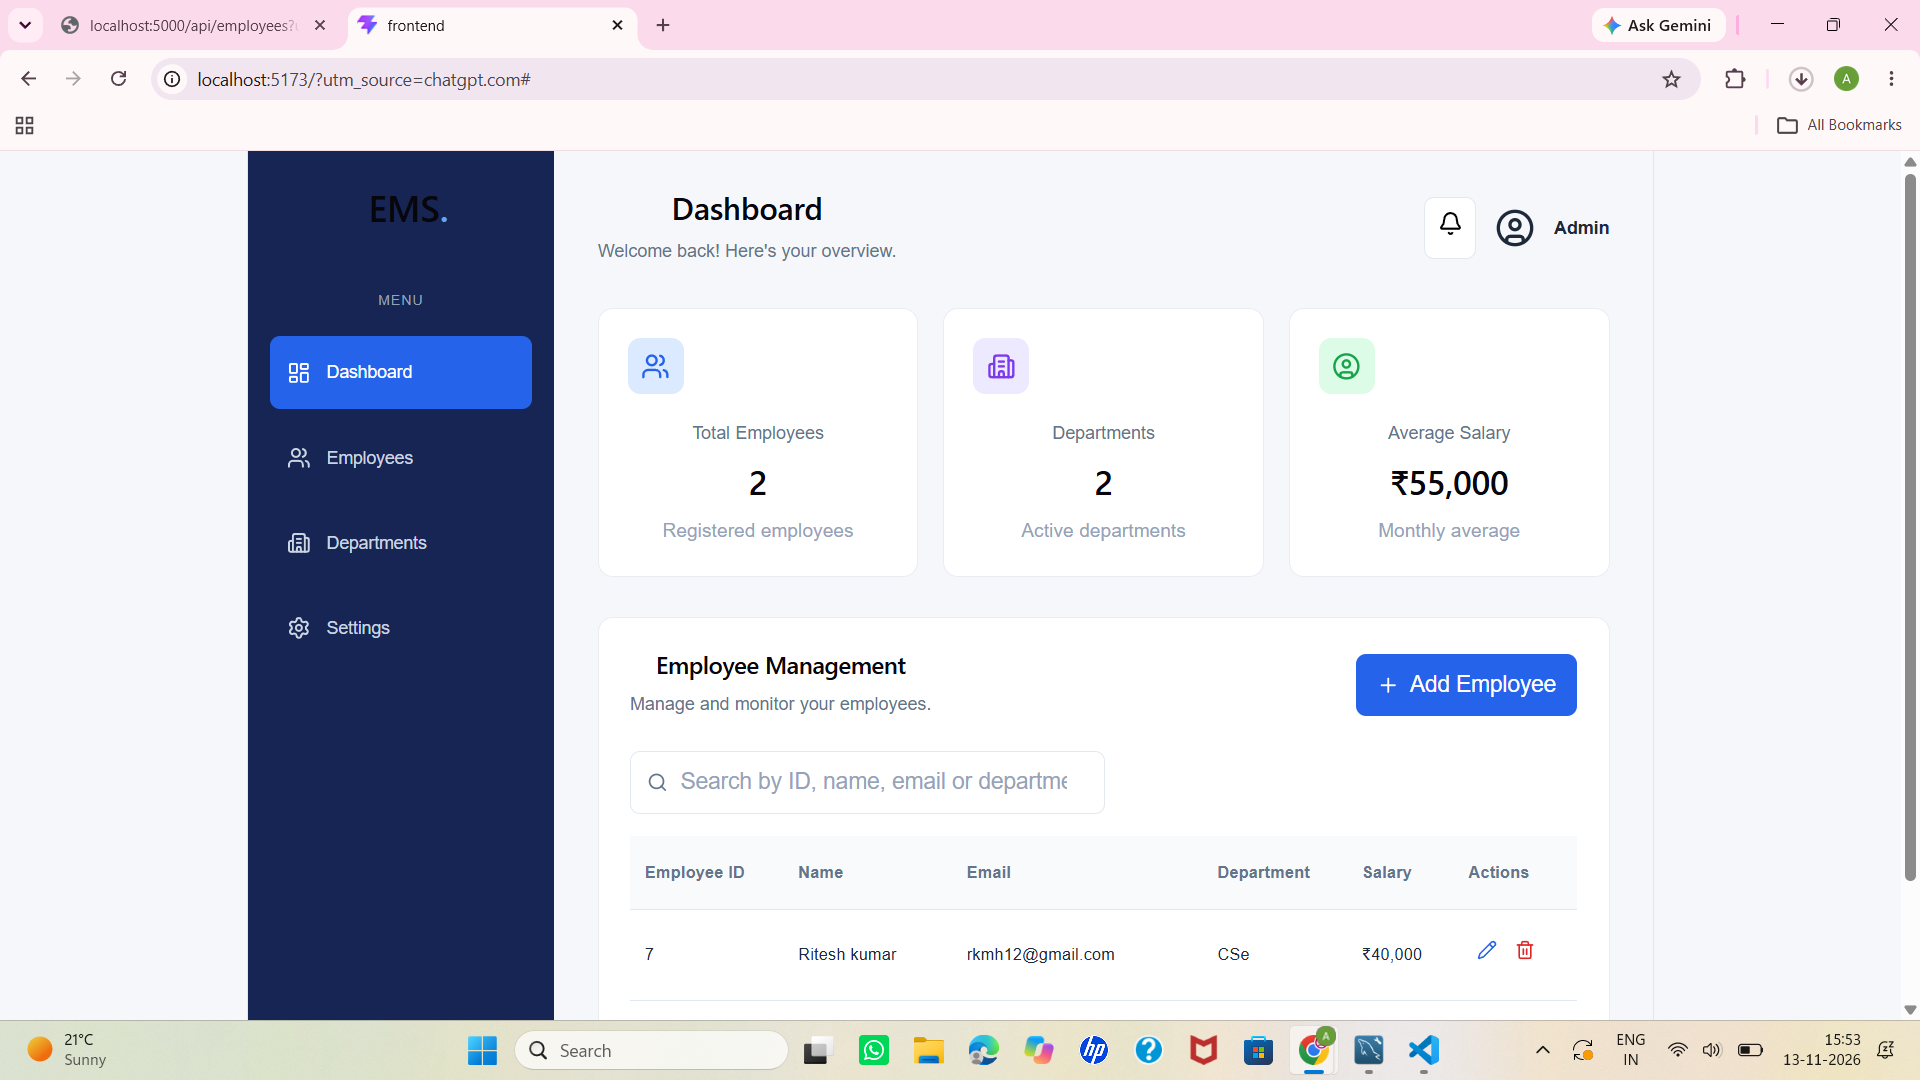 localhost:5000/api/employees?
frontend
Ask Gemini
localhost:5173/?utm_source=chatgpt.com#
A
All Bookmarks
EMS.
MENU
Dashboard
Employees
Departments
Settings
Dashboard
Welcome back! Here's your overview.
Admin
Total Employees
2
Registered employees
Departments
2
Active departments
Average Salary
₹55,000
Monthly average
Employee Management
Manage and monitor your employees.
+ Add Employee
Search by ID, name, email or departme
Employee ID Name Email Department Salary Actions
7 Ritesh kumar rkmh12@gmail.com CSe ₹40,000
21°C
Sunny
Search
hp
A
ENG
IN
15:53
13-11-2026